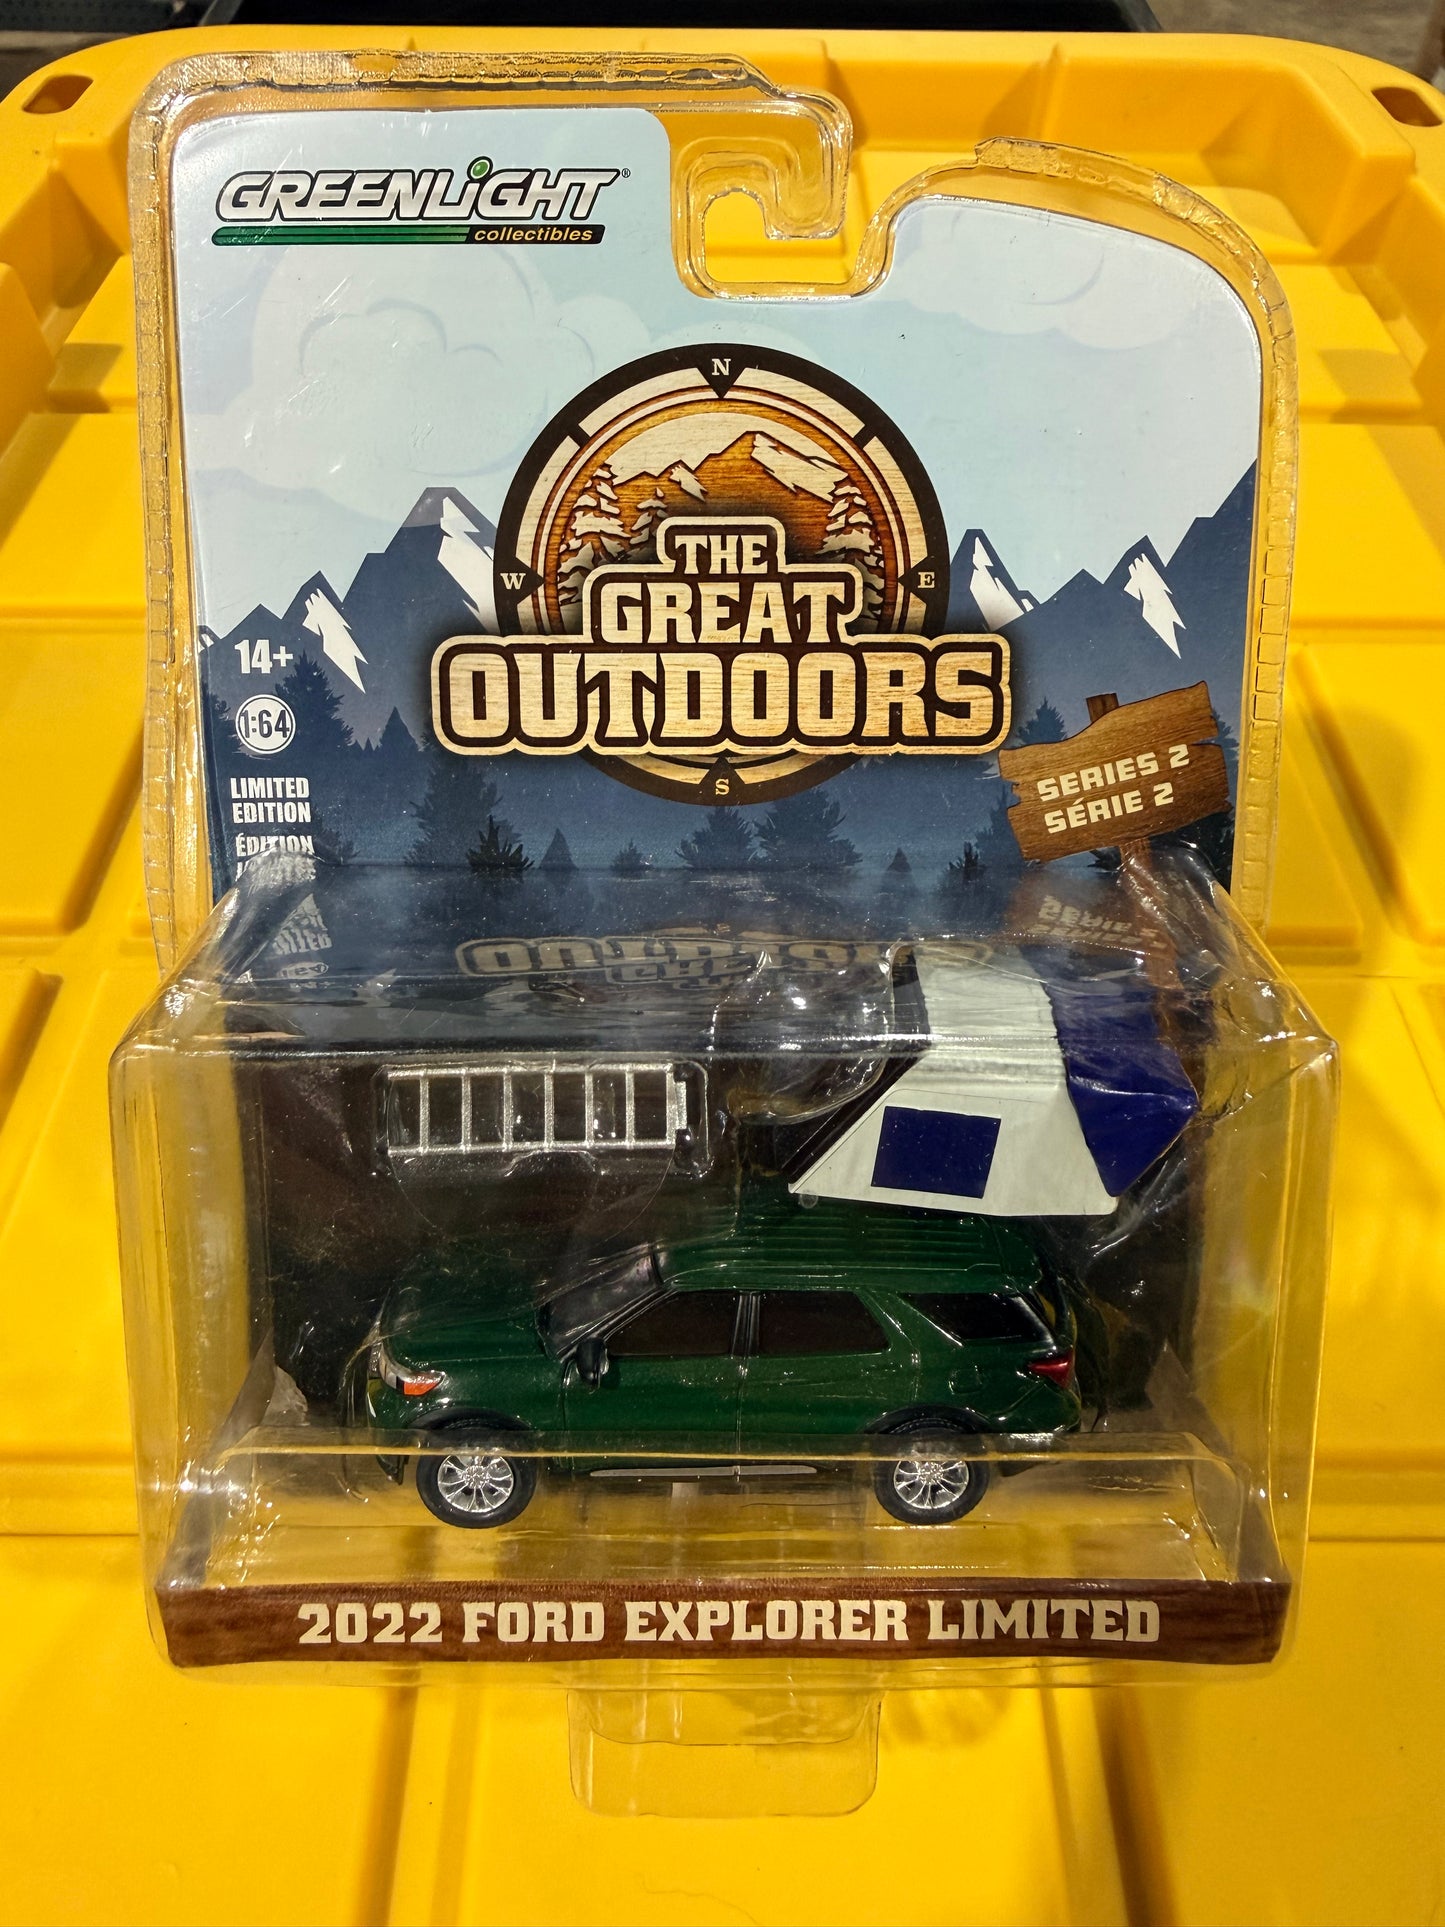 GREENLiGHT®
collectibles
N
W
E
S
THE
GREAT
OUTDOORS
14+
1:64
LIMITED
EDITION
ÉDITION
SERIES 2
SÉRIE 2
2022 FORD EXPLORER LIMITED